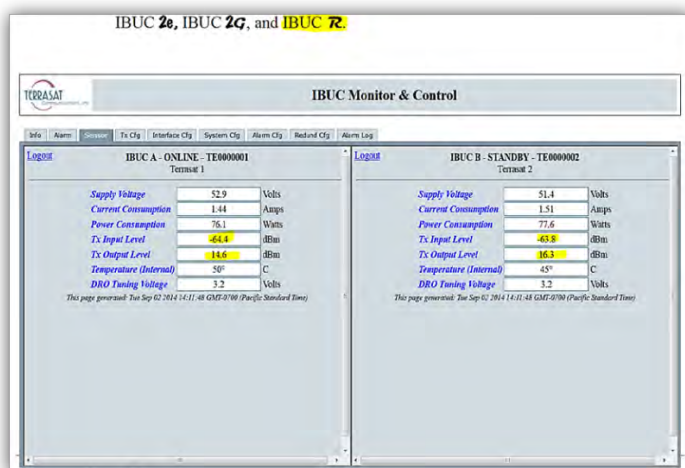 IBUC 2e, IBUC 2G, and IBUC R.
TERRASAT
IBUC Monitor & Control
Info Alarm Sensor Tx Cfg Interface Cfg System Cfg Alarm Cfg Redund Cfg Alarm Log
Logout
IBUC A - ONLINE - TE0000001
Terrasat 1
Supply Voltage 52.9 Volts
Current Consumption 1.44 Amps
Power Consumption 76.1 Watts
Tx Input Level -64.4 dBm
Tx Output Level 14.6 dBm
Temperature (Internal) 50° C
DRO Tuning Voltage 3.2 Volts
This page generated: Tue Sep 02 2014 14:11:48 GMT-0700 (Pacific Standard Time)
Logout
IBUC B - STANDBY - TE0000002
Terrasat 2
Supply Voltage 51.4 Volts
Current Consumption 1.51 Amps
Power Consumption 77.6 Watts
Tx Input Level -63.8 dBm
Tx Output Level 16.3 dBm
Temperature (Internal) 45° C
DRO Tuning Voltage 3.2 Volts
This page generated: Tue Sep 02 2014 14:11:48 GMT-0700 (Pacific Standard Time)